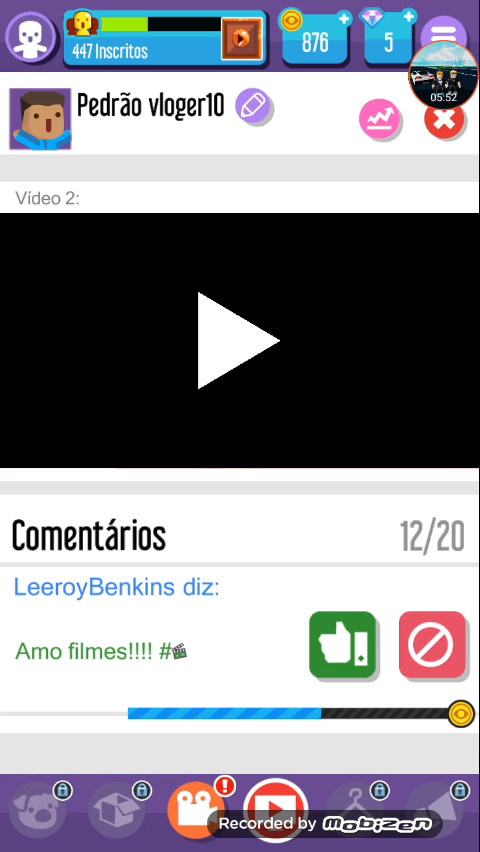 447 Inscritos
876
5
05:52
Pedrão vloger10
Vídeo 2:
Comentários
12/20
LeeroyBenkins diz:
Amo filmes!!!! #🎬
Recorded by mobizen